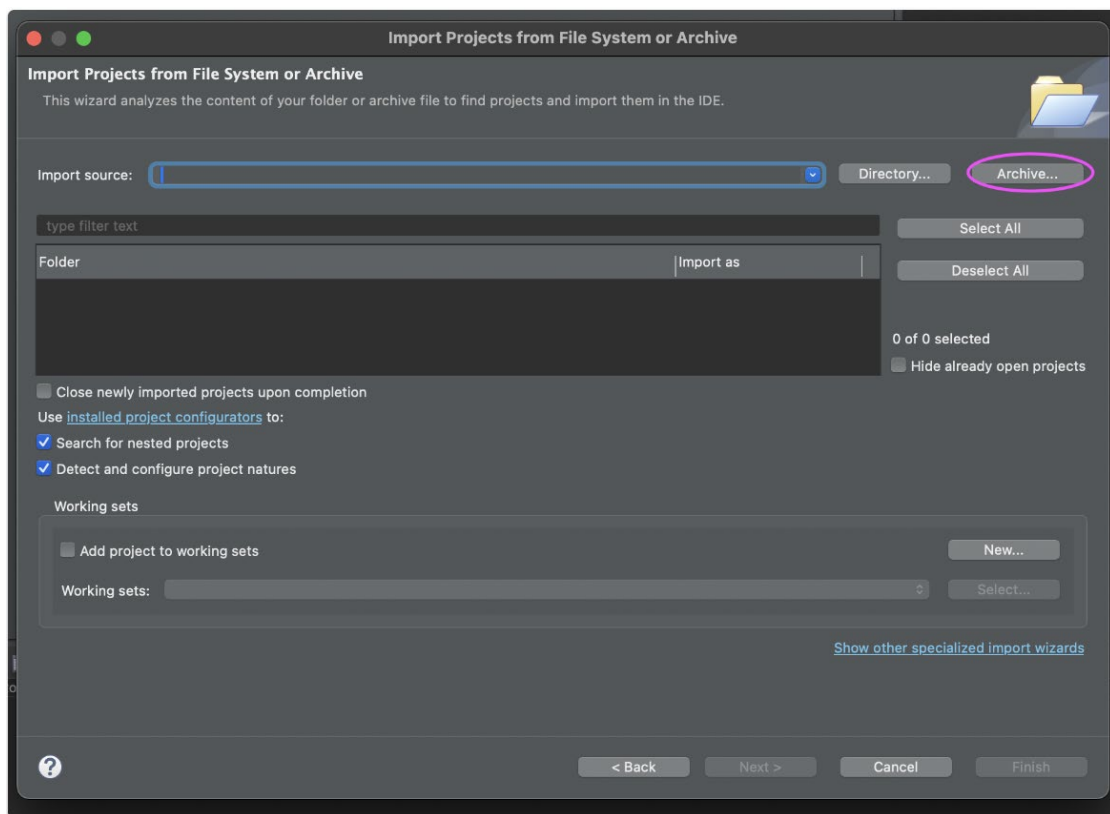 Import Projects from File System or Archive
Import Projects from File System or Archive
This wizard analyzes the content of your folder or archive file to find projects and import them in the IDE.
Import source: Directory... Archive...
type filter text Select All
Folder Import as
Deselect All
0 of 0 selected
Hide already open projects
Close newly imported projects upon completion
Use installed project configurators to:
Search for nested projects
Detect and configure project natures
Working sets
Add project to working sets New...
Working sets: Select...
Show other specialized import wizards
? < Back Next > Cancel Finish